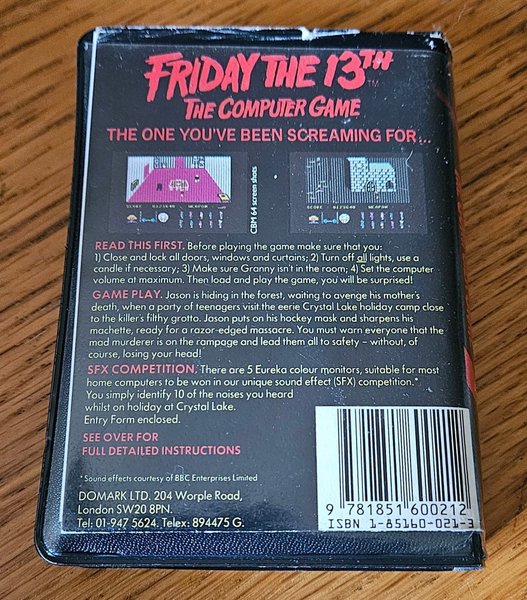 FRIDAY THE 13TH™
THE COMPUTER GAME
THE ONE YOU'VE BEEN SCREAMING FOR...
CBM 64 screen shots
READ THIS FIRST. Before playing the game make sure that you:
1) Close and lock all doors, windows and curtains; 2) Turn off all lights, use a
candle if necessary; 3) Make sure Granny isn't in the room; 4) Set the computer
volume at maximum. Then load and play the game, you will be surprised!
GAME PLAY. Jason is hiding in the forest, waiting to avenge his mother's
death, when a party of teenagers visit the eerie Crystal Lake holiday camp close
to the killer's filthy grotto. Jason puts on his hockey mask and sharpens his
machette, ready for a razor-edged massacre. You must warn everyone that the
mad murderer is on the rampage and lead them all to safety – without, of
course, losing your head!
SFX COMPETITION. There are 5 Eureka colour monitors, suitable for most
home computers to be won in our unique sound effect (SFX) competition.*
You simply identify 10 of the noises you heard
whilst on holiday at Crystal Lake.
Entry Form enclosed.
SEE OVER FOR
FULL DETAILED INSTRUCTIONS
*Sound effects courtesy of BBC Enterprises Limited
DOMARK LTD. 204 Worple Road,
London SW20 8PN.
Tel: 01-947 5624. Telex: 894475 G.
9 781851 600212
ISBN 1-85160-021-3